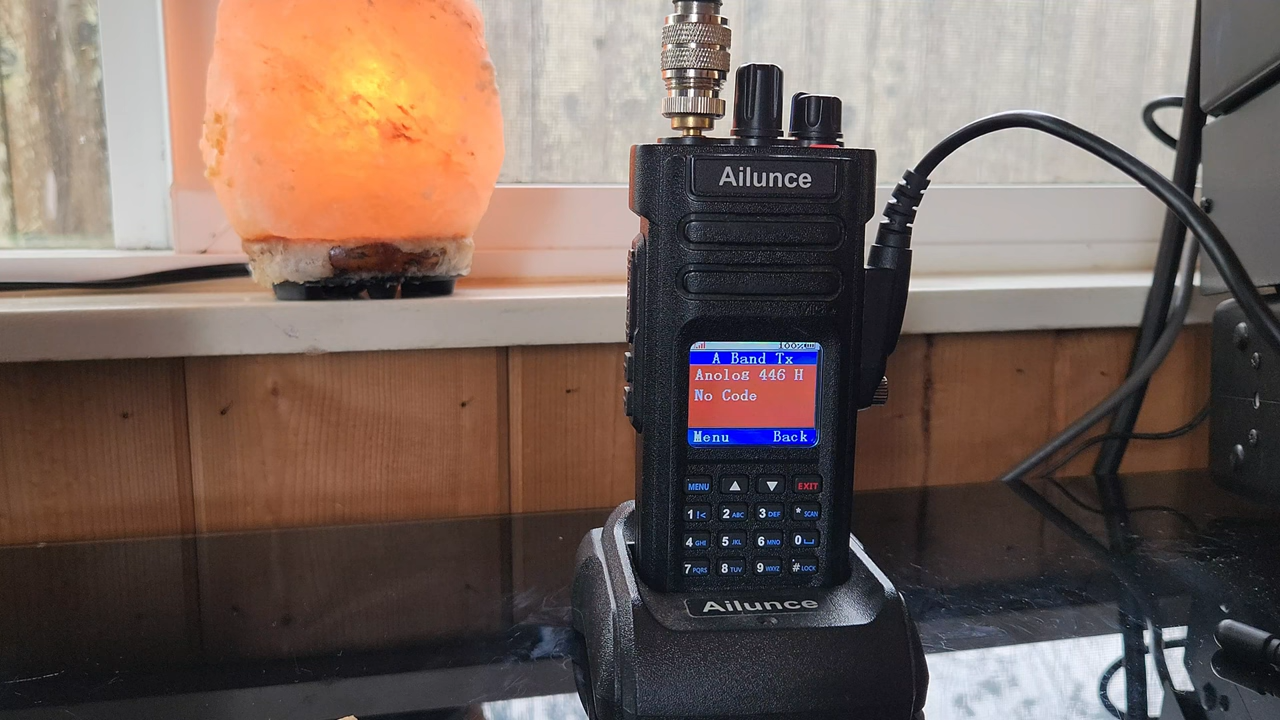 Ailunce
100%
A Band Tx
Anolog 446 H
No Code
Menu Back
MENU EXIT
1 2 ABC 3 DEF * SCAN
4 GHI 5 JKL 6 MNO 0
7 PQRS 8 TUV 9 WXYZ # LOCK
Ailunce